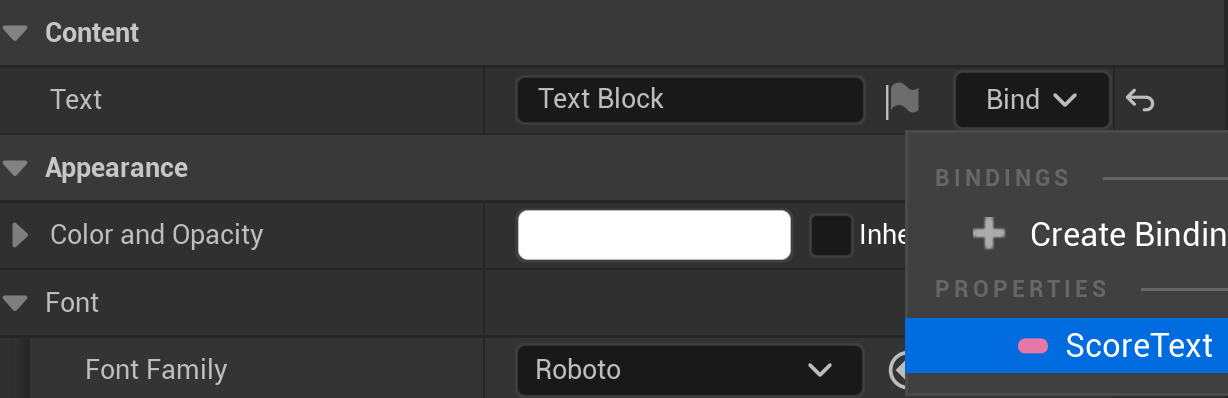 Content
Text Text Block Bind
Appearance
BINDINGS
Color and Opacity Inhe
Create Bindin
PROPERTIES
Font
ScoreText
Font Family Roboto